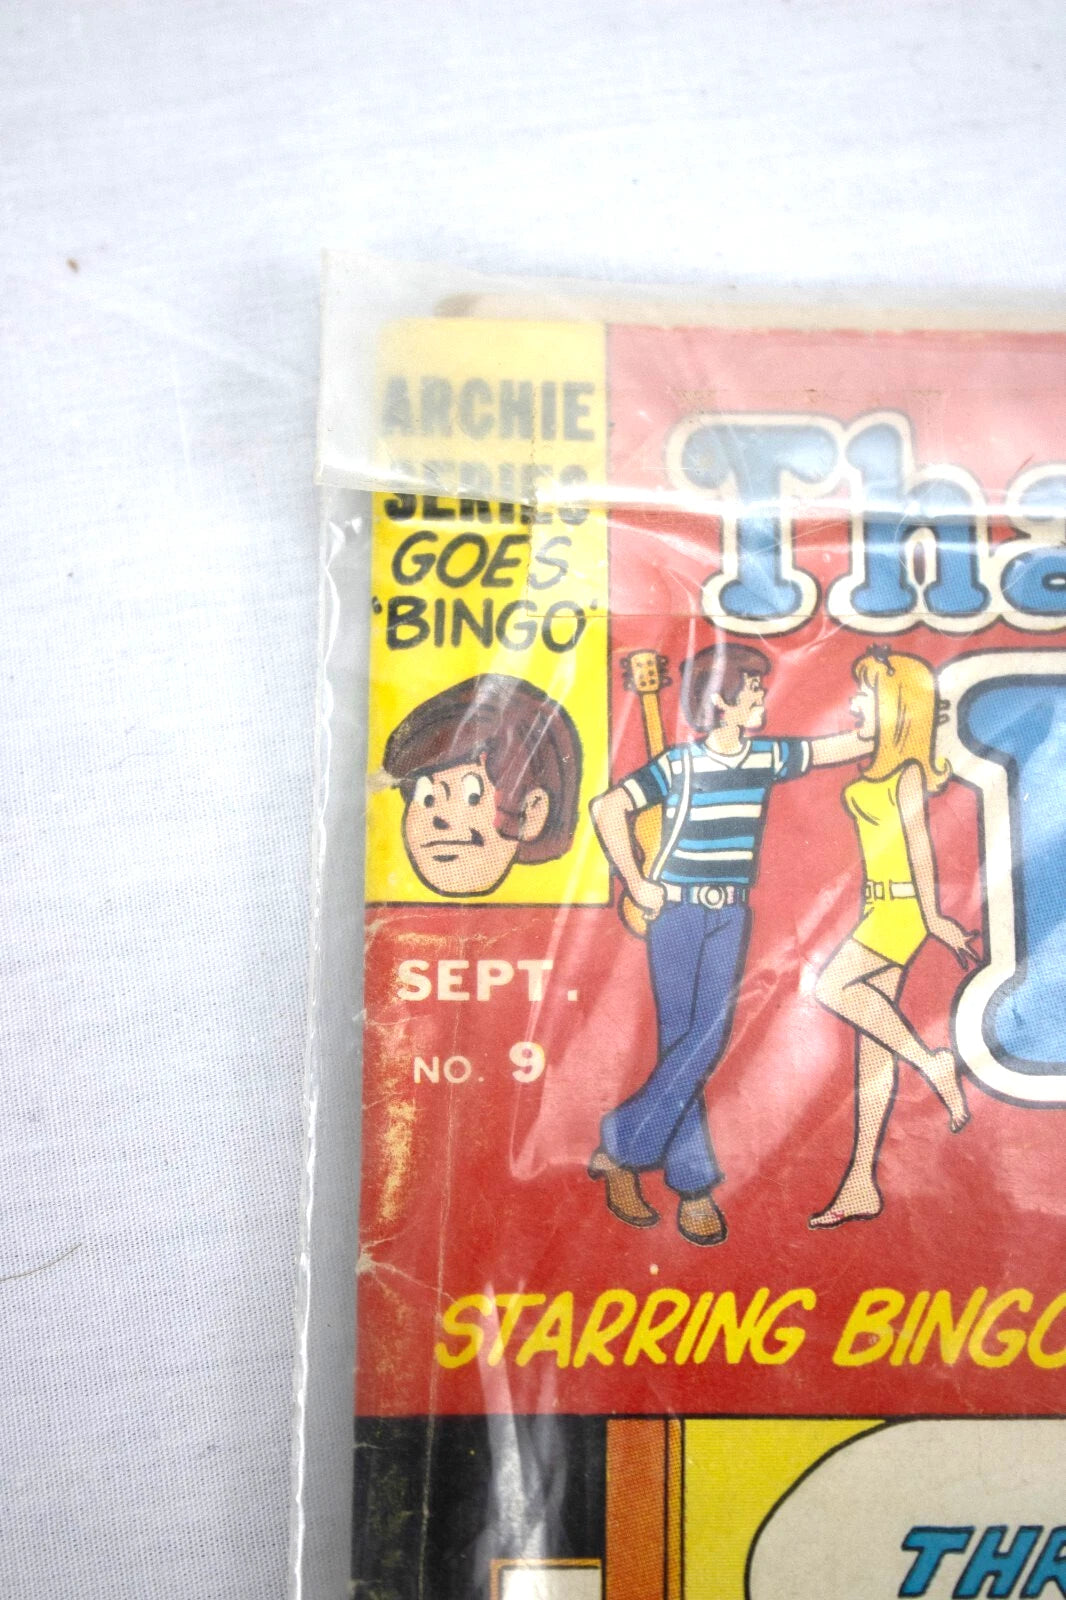 ARCHIE
SERIES
GOES
'BINGO'
SEPT.
NO. 9
STARRING BINGO